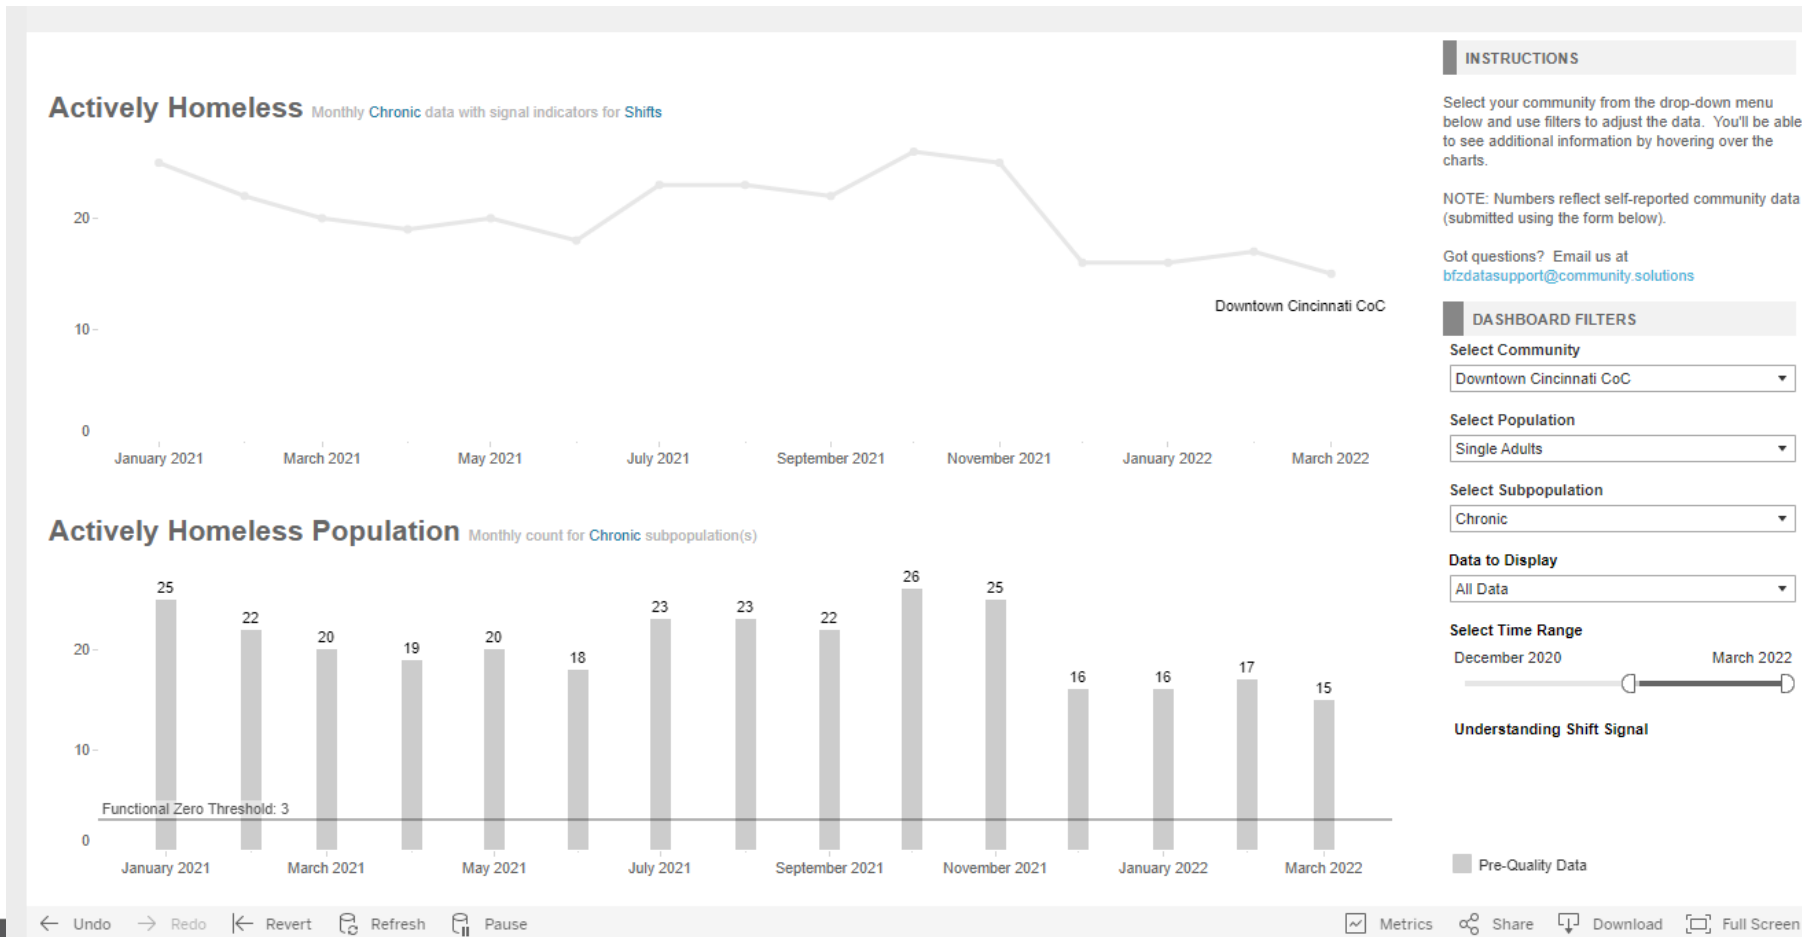 Actively Homeless Monthly Chronic data with signal indicators for Shifts
20
10
0
Downtown Cincinnati CoC
January 2021 March 2021 May 2021 July 2021 September 2021 November 2021 January 2022 March 2022
Actively Homeless Population Monthly count for Chronic subpopulation(s)
25 22 20 19 20 18 23 23 22 26 25 16 16 17 15
20
10
Functional Zero Threshold: 3
0
January 2021 March 2021 May 2021 July 2021 September 2021 November 2021 January 2022 March 2022
INSTRUCTIONS
Select your community from the drop-down menu
below and use filters to adjust the data. You'll be able
to see additional information by hovering over the
charts.
NOTE: Numbers reflect self-reported community data
(submitted using the form below).
Got questions? Email us at
bfzdatasupport@community.solutions
DASHBOARD FILTERS
Select Community
Downtown Cincinnati CoC
Select Population
Single Adults
Select Subpopulation
Chronic
Data to Display
All Data
Select Time Range
December 2020 March 2022
Understanding Shift Signal
Pre-Quality Data
Undo Redo Revert Refresh Pause Metrics Share Download Full Screen